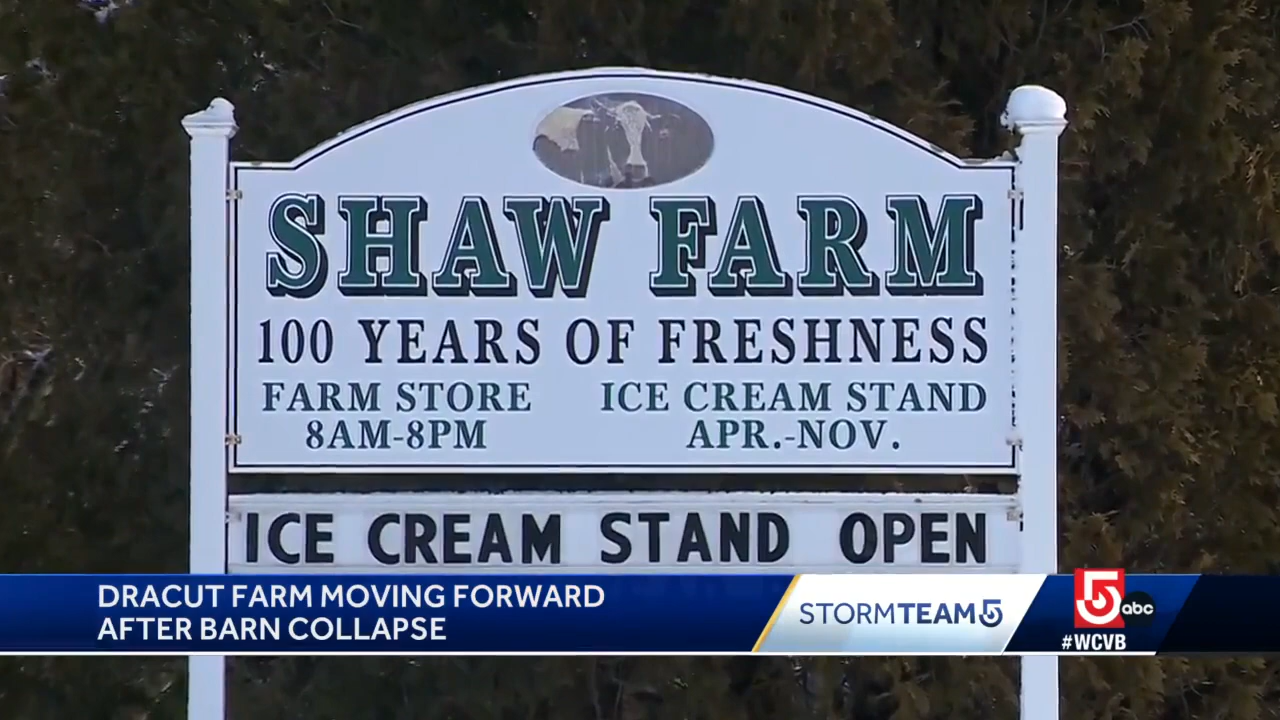 SHAW FARM
100 YEARS OF FRESHNESS
FARM STORE ICE CREAM STAND
8AM-8PM APR.-NOV.
ICE CREAM STAND OPEN
DRACUT FARM MOVING FORWARD
AFTER BARN COLLAPSE
STORMTEAM5
5 abc
#WCVB